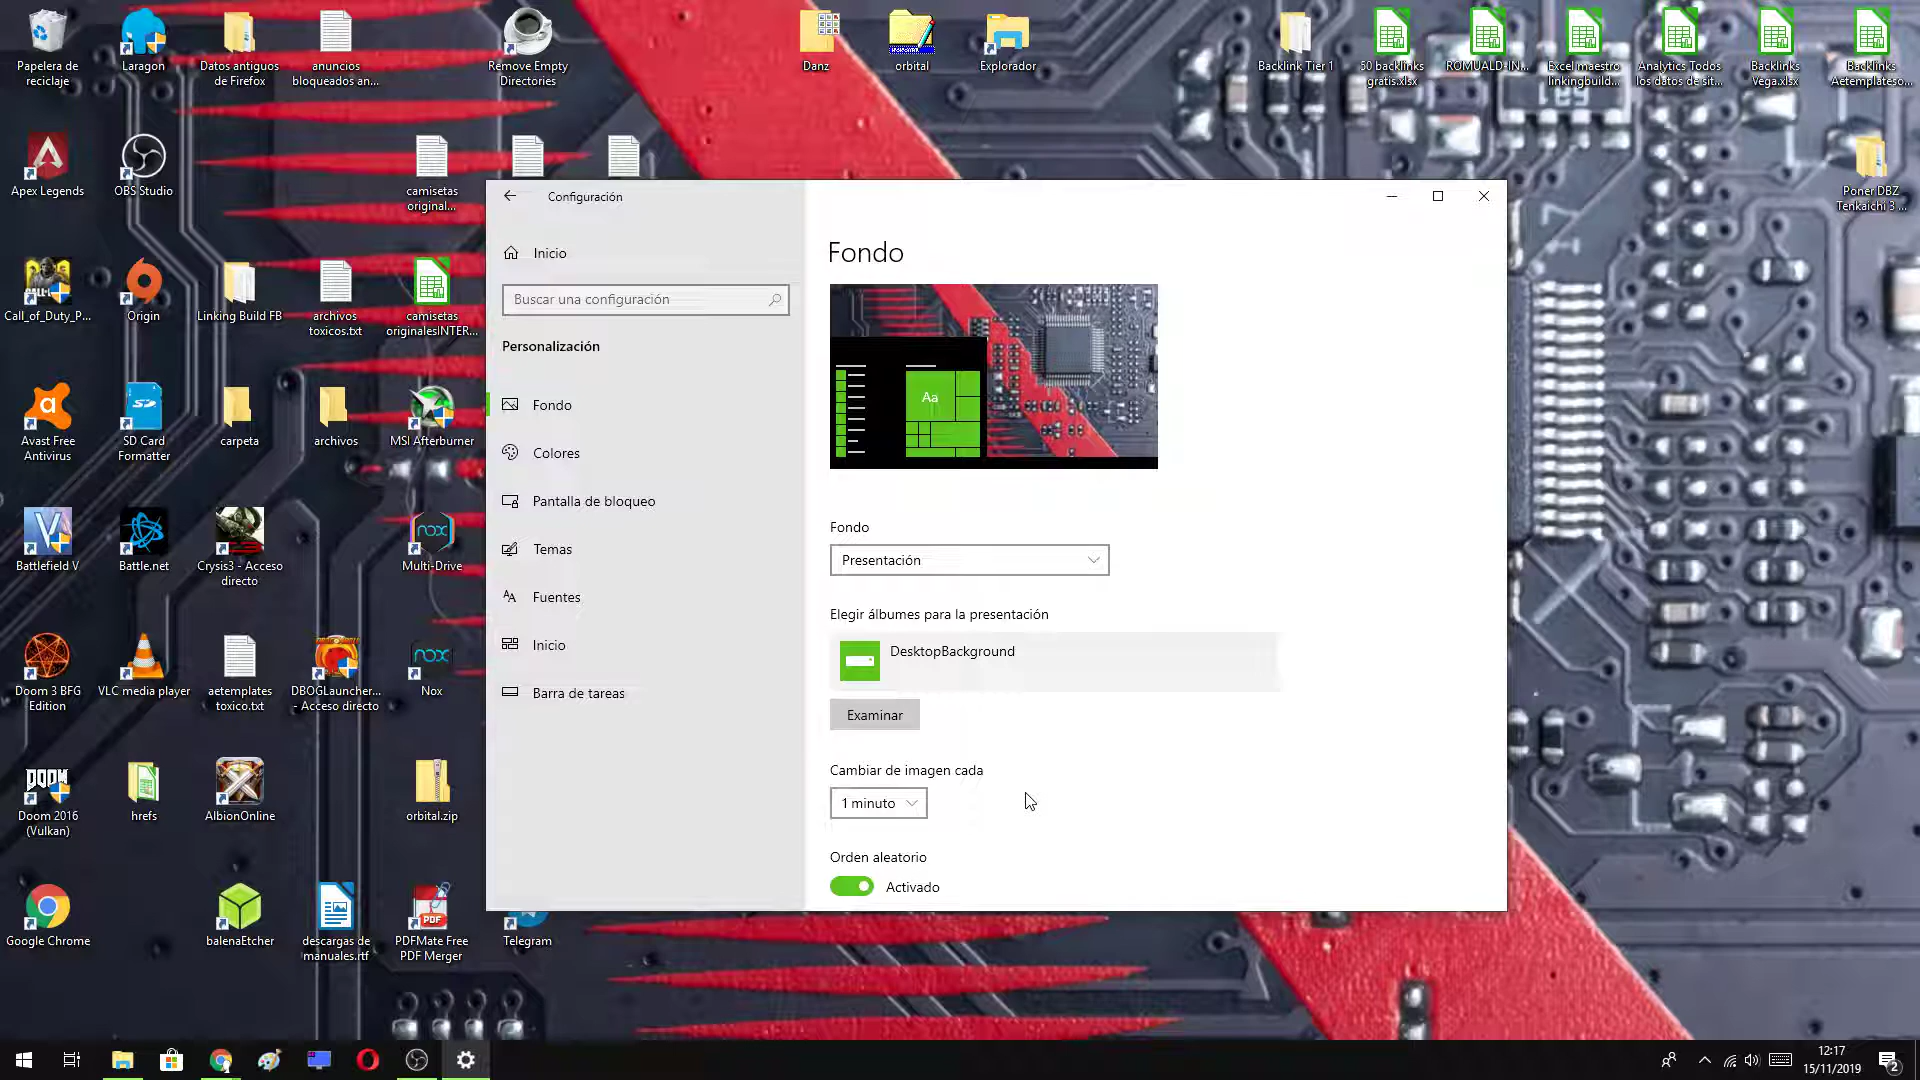 Papelera de
reciclaje
Laragon
Datos antiguos
de Firefox
anuncios
bloqueados an...
Remove Empty
Directories
Danz
orbital
Explorador
Backlink Tier 1
50 backlinks
gratis.xlsx
ROMUALD-IN...
Excel maestro
linkingbuild...
Analytics Todos
los datos de sit...
Backlinks
Vega.xlsx
Backlinks
Aetemplateso...
Apex Legends
OBS Studio
camisetas
original...
Poner DBZ
Tenkaichi 3 ...
Call_of_Duty_P...
Origin
Linking Build FB
archivos
toxicos.txt
camisetas
originalesINTER...
Avast Free
Antivirus
SD Card
Formatter
carpeta
archivos
MSI Afterburner
Battlefield V
Battle.net
Crysis3 - Acceso
directo
Multi-Drive
Doom 3 BFG
Edition
VLC media player
aetemplates
toxico.txt
DBOGLauncher...
- Acceso directo
Nox
Doom 2016
(Vulkan)
hrefs
AlbionOnline
orbital.zip
Google Chrome
balenaEtcher
descargas de
manuales.rtf
PDFMate Free
PDF Merger
Telegram
Configuración
Inicio
Buscar una configuración
Personalización
Fondo
Colores
Pantalla de bloqueo
Temas
Fuentes
Inicio
Barra de tareas
Fondo
Aa
Fondo
Presentación
Elegir álbumes para la presentación
DesktopBackground
Examinar
Cambiar de imagen cada
1 minuto
Orden aleatorio
Activado
12:17
15/11/2019
2